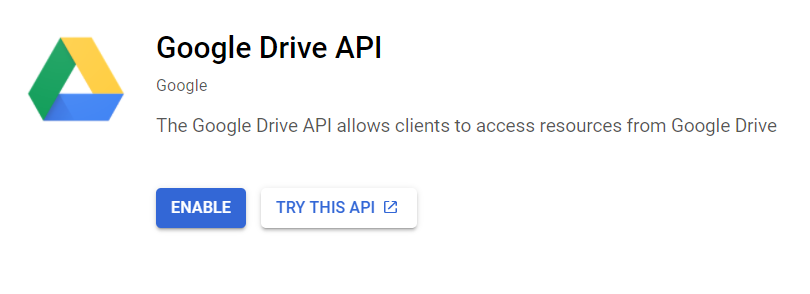 Google Drive API
Google
The Google Drive API allows clients to access resources from Google Drive
ENABLE
TRY THIS API